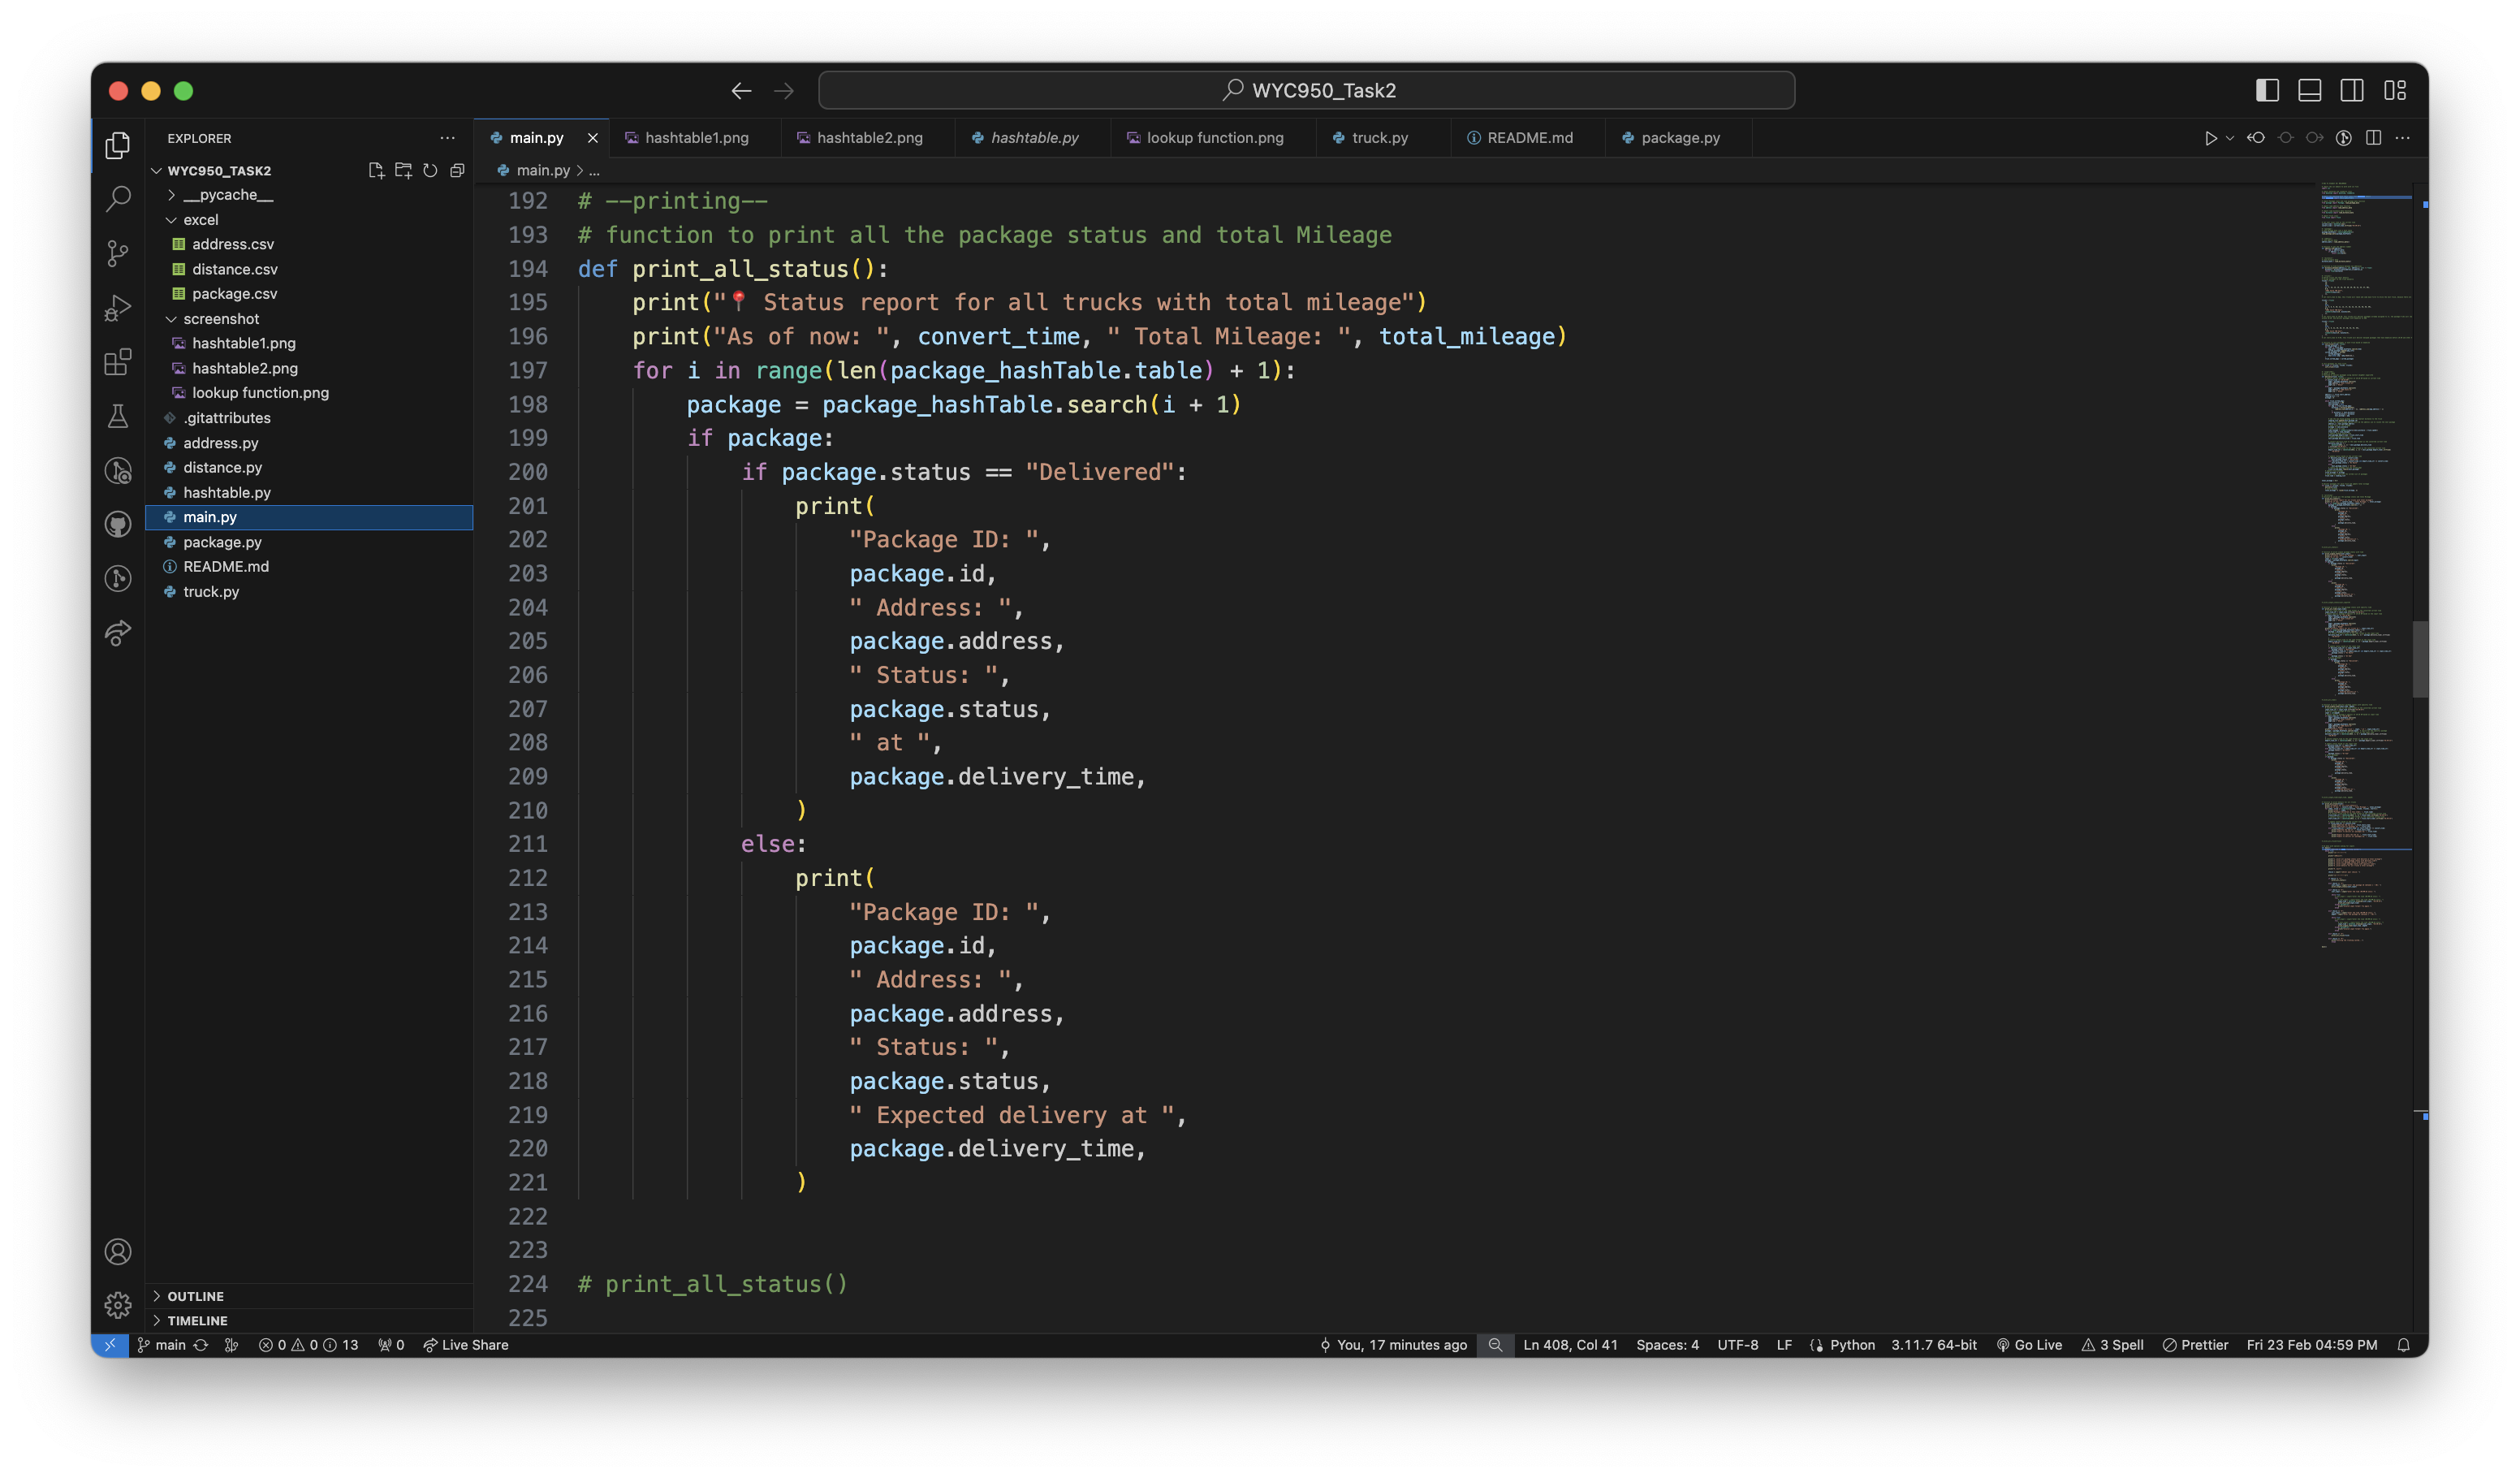 WYC950_Task2
EXPLORER
WYC950_TASK2
__pycache__
excel
address.csv
distance.csv
package.csv
screenshot
hashtable1.png
hashtable2.png
lookup function.png
.gitattributes
address.py
distance.py
hashtable.py
main.py
package.py
README.md
truck.py
OUTLINE
TIMELINE
main.py
hashtable1.png
hashtable2.png
hashtable.py
lookup function.png
truck.py
README.md
package.py
main.py > ...
192 # --printing--
193 # function to print all the package status and total Mileage
194 def print_all_status():
195     print("📍 Status report for all trucks with total mileage")
196     print("As of now: ", convert_time, " Total Mileage: ", total_mileage)
197     for i in range(len(package_hashTable.table) + 1):
198         package = package_hashTable.search(i + 1)
199         if package:
200             if package.status == "Delivered":
201                 print(
202                     "Package ID: ",
203                     package.id,
204                     " Address: ",
205                     package.address,
206                     " Status: ",
207                     package.status,
208                     " at ",
209                     package.delivery_time,
210                 )
211             else:
212                 print(
213                     "Package ID: ",
214                     package.id,
215                     " Address: ",
216                     package.address,
217                     " Status: ",
218                     package.status,
219                     " Expected delivery at ",
220                     package.delivery_time,
221                 )
222
223
224 # print_all_status()
225
main 0 0 13 0 Live Share You, 17 minutes ago Ln 408, Col 41 Spaces: 4 UTF-8 LF Python 3.11.7 64-bit Go Live 3 Spell Prettier Fri 23 Feb 04:59 PM